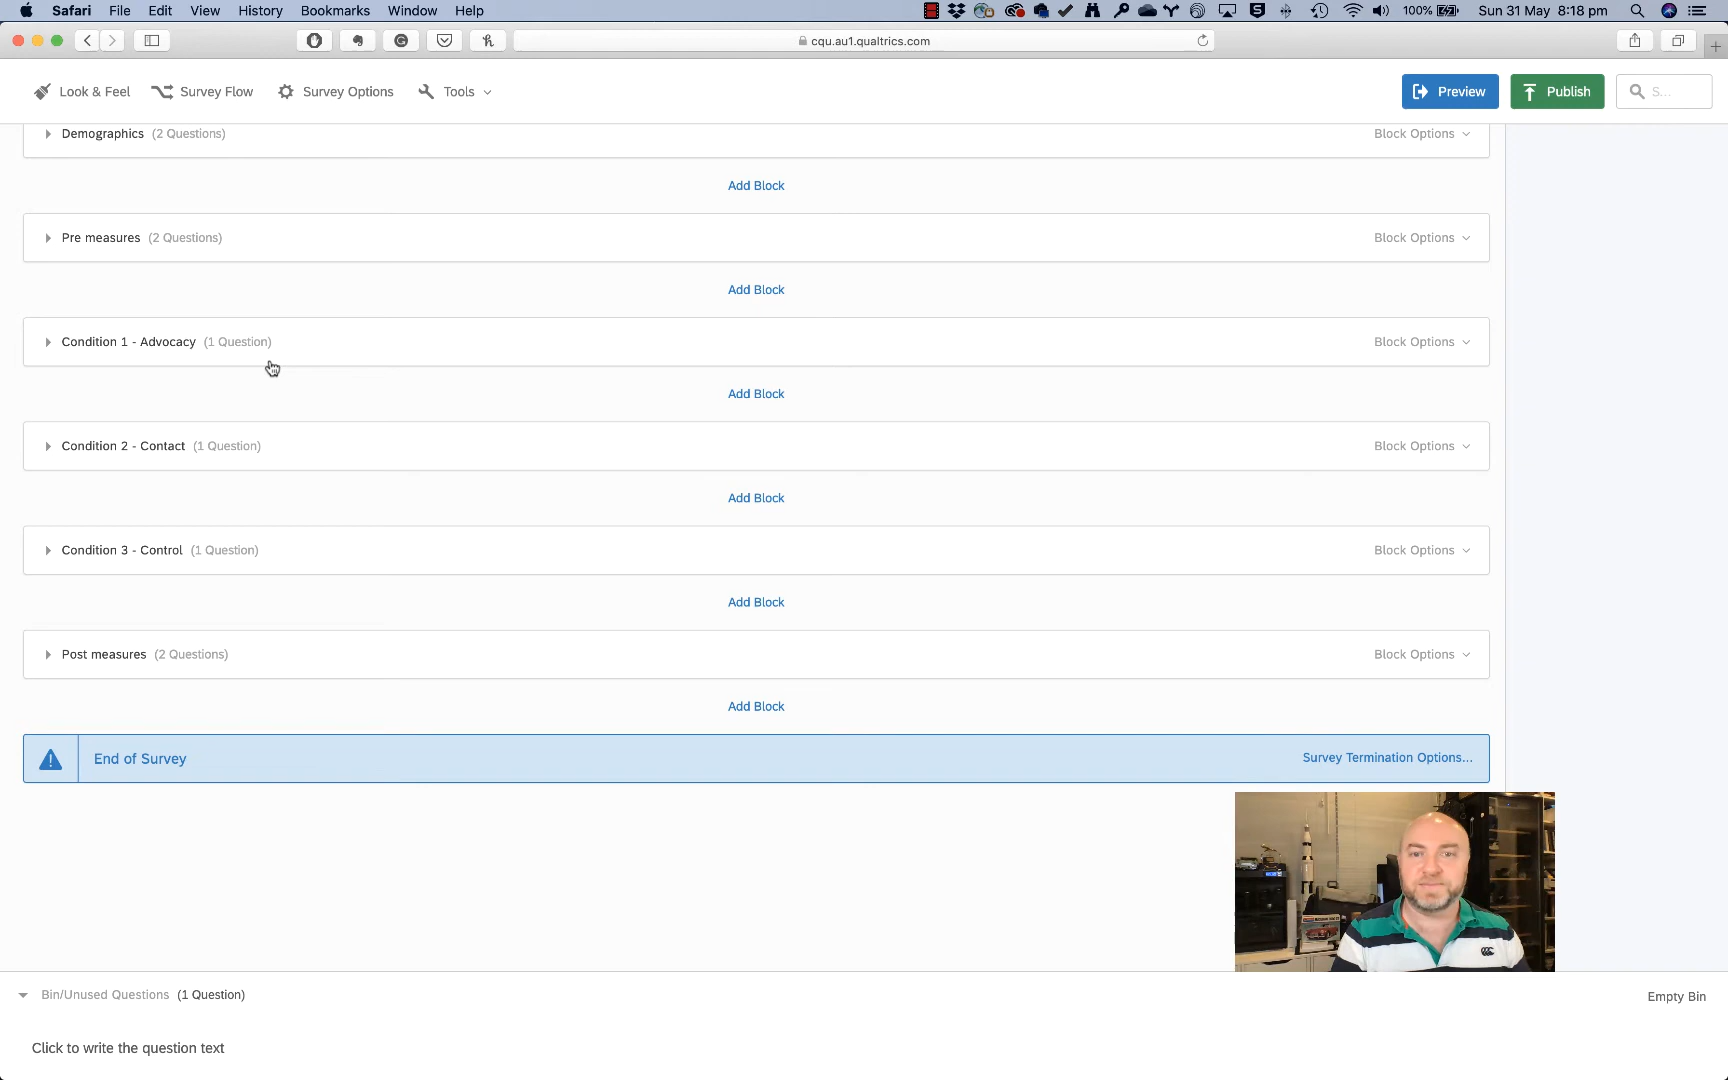 Safari File Edit View History Bookmarks Window Help 100% Sun 31 May 8:18 pm
cqu.au1.qualtrics.com
Look & Feel Survey Flow Survey Options Tools Preview Publish S...
Demographics (2 Questions) Block Options
Add Block
Pre measures (2 Questions) Block Options
Add Block
Condition 1 - Advocacy (1 Question) Block Options
Add Block
Condition 2 - Contact (1 Question) Block Options
Add Block
Condition 3 - Control (1 Question) Block Options
Add Block
Post measures (2 Questions) Block Options
Add Block
End of Survey Survey Termination Options...
Bin/Unused Questions (1 Question) Empty Bin
Click to write the question text